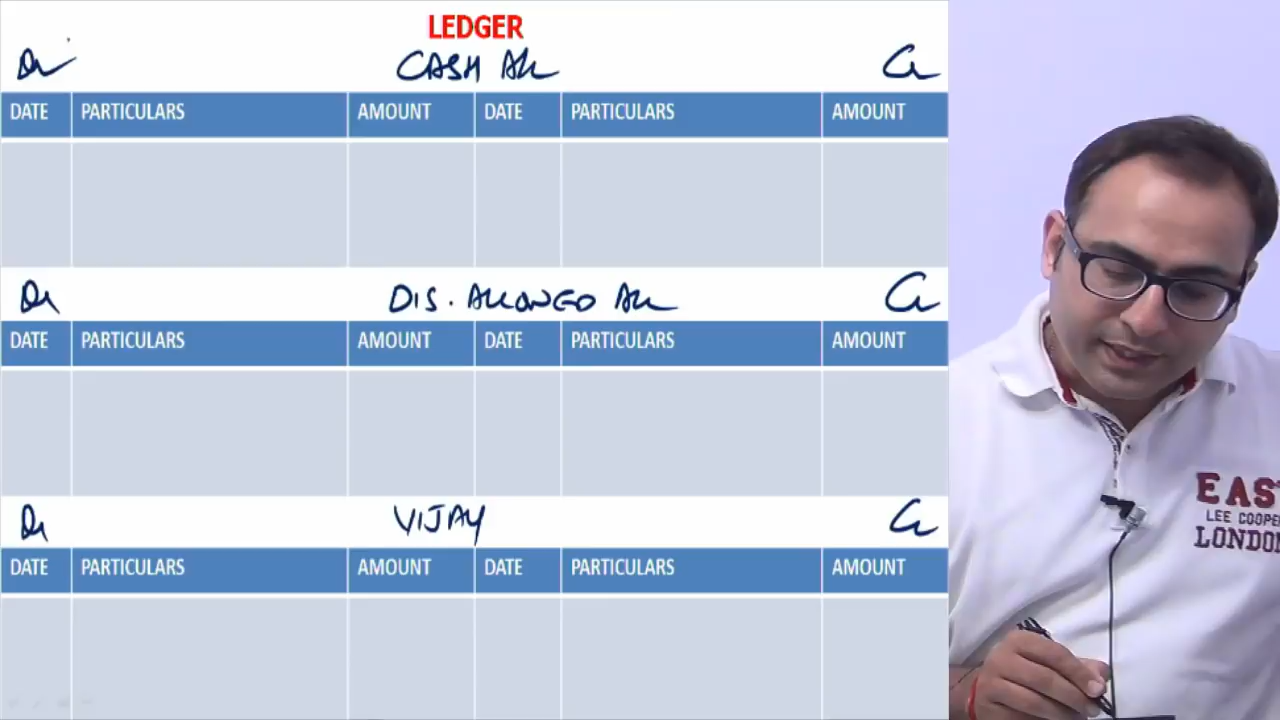 LEDGER
Dr CASH A/c Cr
DATE PARTICULARS AMOUNT DATE PARTICULARS AMOUNT
Dr DIS. ALLOWED A/c Cr
DATE PARTICULARS AMOUNT DATE PARTICULARS AMOUNT
Dr VIJAY Cr
DATE PARTICULARS AMOUNT DATE PARTICULARS AMOUNT
EAST
LEE COOPER
LONDON